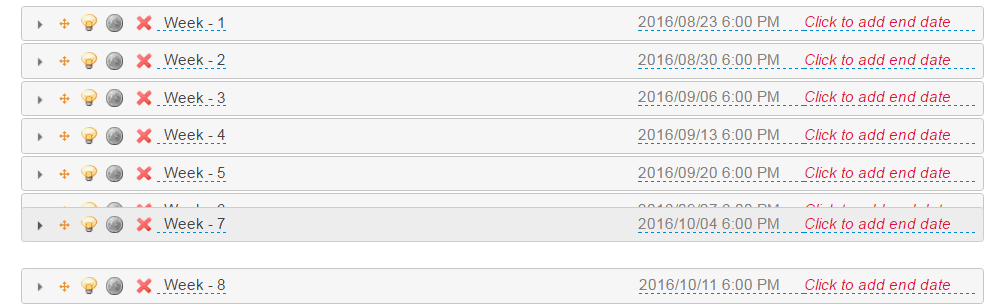 Week - 1 2016/08/23 6:00 PM Click to add end date
Week - 2 2016/08/30 6:00 PM Click to add end date
Week - 3 2016/09/06 6:00 PM Click to add end date
Week - 4 2016/09/13 6:00 PM Click to add end date
Week - 5 2016/09/20 6:00 PM Click to add end date
Week - 7 2016/10/04 6:00 PM Click to add end date
Week - 8 2016/10/11 6:00 PM Click to add end date